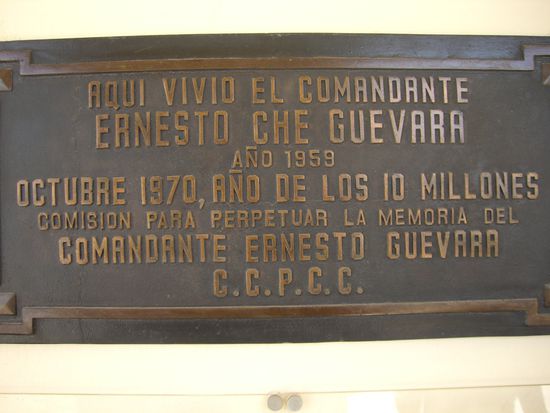 AQUI VIVIO EL COMANDANTE
ERNESTO CHE GUEVARA
AÑO 1959
OCTUBRE 1970, AÑO DE LOS 10 MILLONES
COMISION PARA PERPETUAR LA MEMORIA DEL
COMANDANTE ERNESTO GUEVARA
C.C.P.C.C.